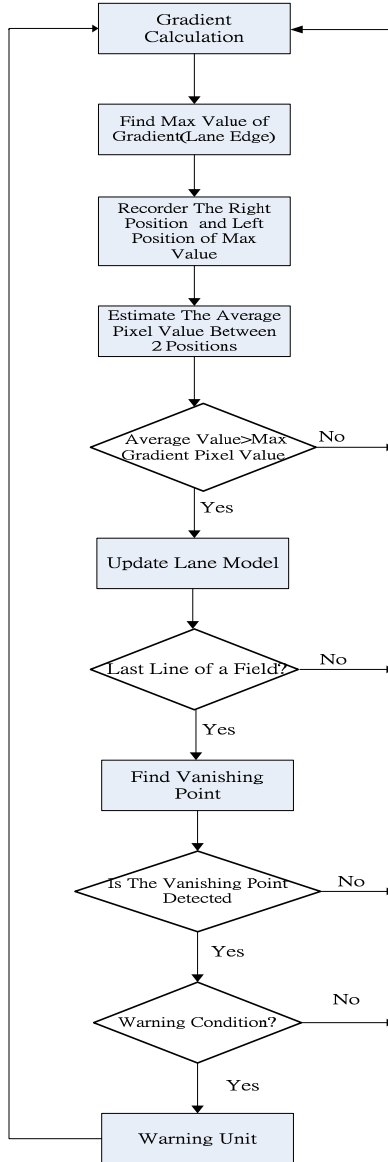 Gradient
Calculation
Find Max Value of
Gradient(Lane Edge)
Recorder The Right
Position and Left
Position of Max
Value
Estimate The Average
Pixel Value Between
2 Positions
Average Value>Max
Gradient Pixel Value
No
Yes
Update Lane Model
Last Line of a Field?
No
Yes
Find Vanishing
Point
Is The Vanishing Point
Detected
No
Yes
Warning Condition?
No
Yes
Warning Unit